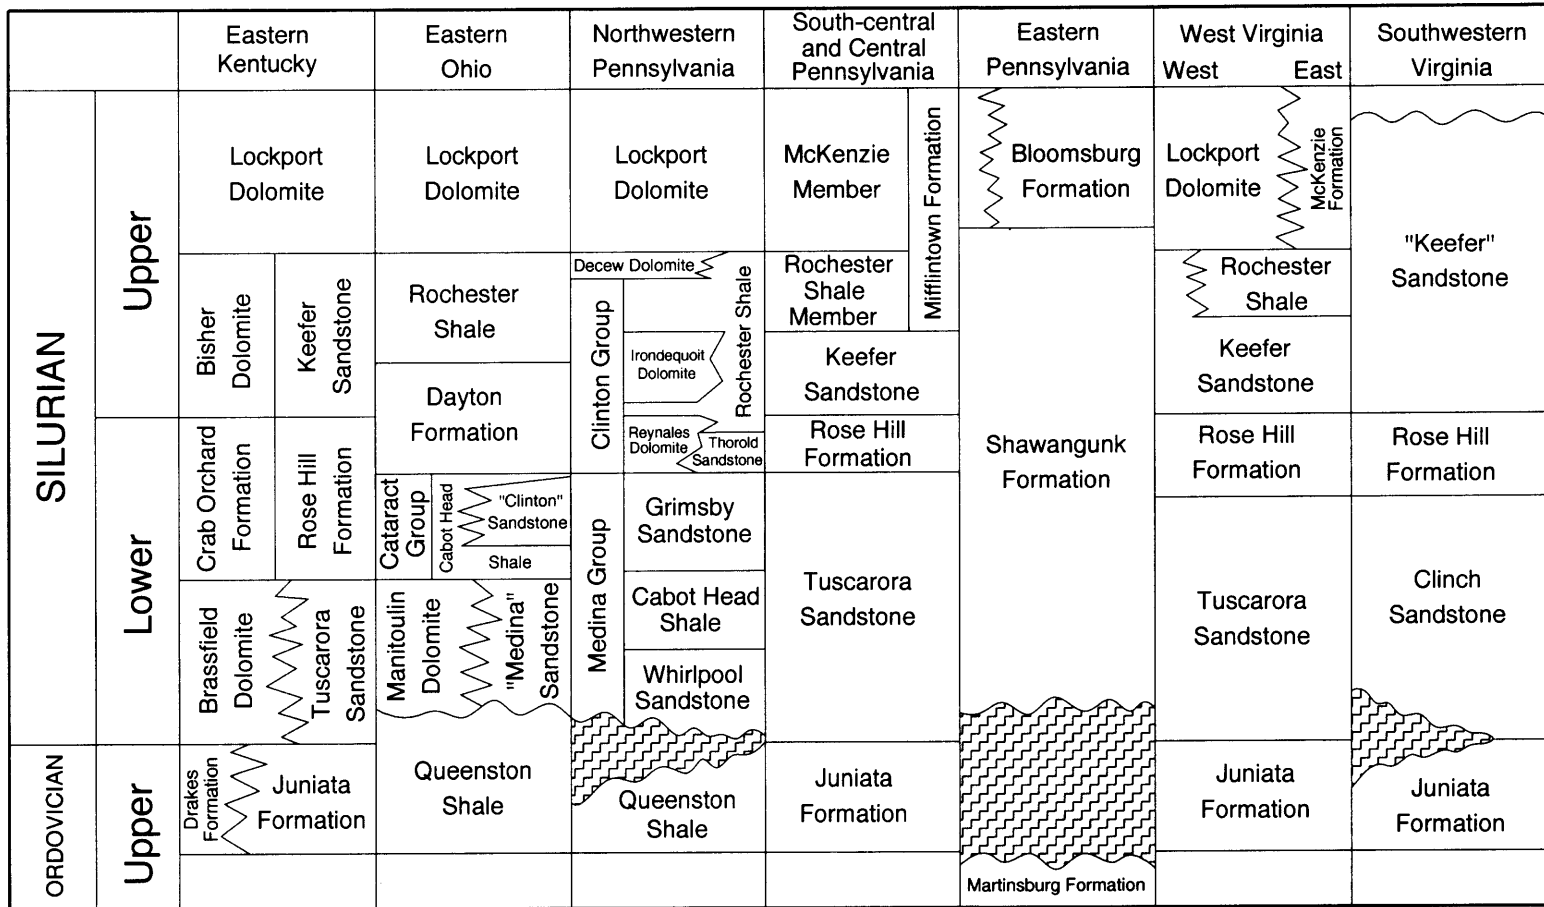 Eastern
Kentucky
Eastern
Ohio
Northwestern
Pennsylvania
South-central
and Central
Pennsylvania
Eastern
Pennsylvania
West Virginia
West East
Southwestern
Virginia
SILURIAN
Upper
Lower
ORDOVICIAN
Upper
Lockport
Dolomite
Bisher
Dolomite
Keefer
Sandstone
Crab Orchard
Formation
Rose Hill
Formation
Brassfield
Dolomite
Tuscarora
Sandstone
Drakes
Formation
Juniata
Formation
Lockport
Dolomite
Rochester
Shale
Dayton
Formation
Cataract
Group
Cabot Head
"Clinton"
Sandstone
Shale
Manitoulin
Dolomite
"Medina"
Sandstone
Queenston
Shale
Lockport
Dolomite
Decew Dolomite
Clinton Group
Irondequoit
Dolomite
Rochester Shale
Reynales
Dolomite
Thorold
Sandstone
Medina Group
Grimsby
Sandstone
Cabot Head
Shale
Whirlpool
Sandstone
Queenston
Shale
McKenzie
Member
Mifflintown Formation
Rochester
Shale
Member
Keefer
Sandstone
Rose Hill
Formation
Tuscarora
Sandstone
Juniata
Formation
Bloomsburg
Formation
Shawangunk
Formation
Martinsburg Formation
Lockport
Dolomite
McKenzie
Formation
Rochester
Shale
Keefer
Sandstone
Rose Hill
Formation
Tuscarora
Sandstone
Juniata
Formation
"Keefer"
Sandstone
Rose Hill
Formation
Clinch
Sandstone
Juniata
Formation